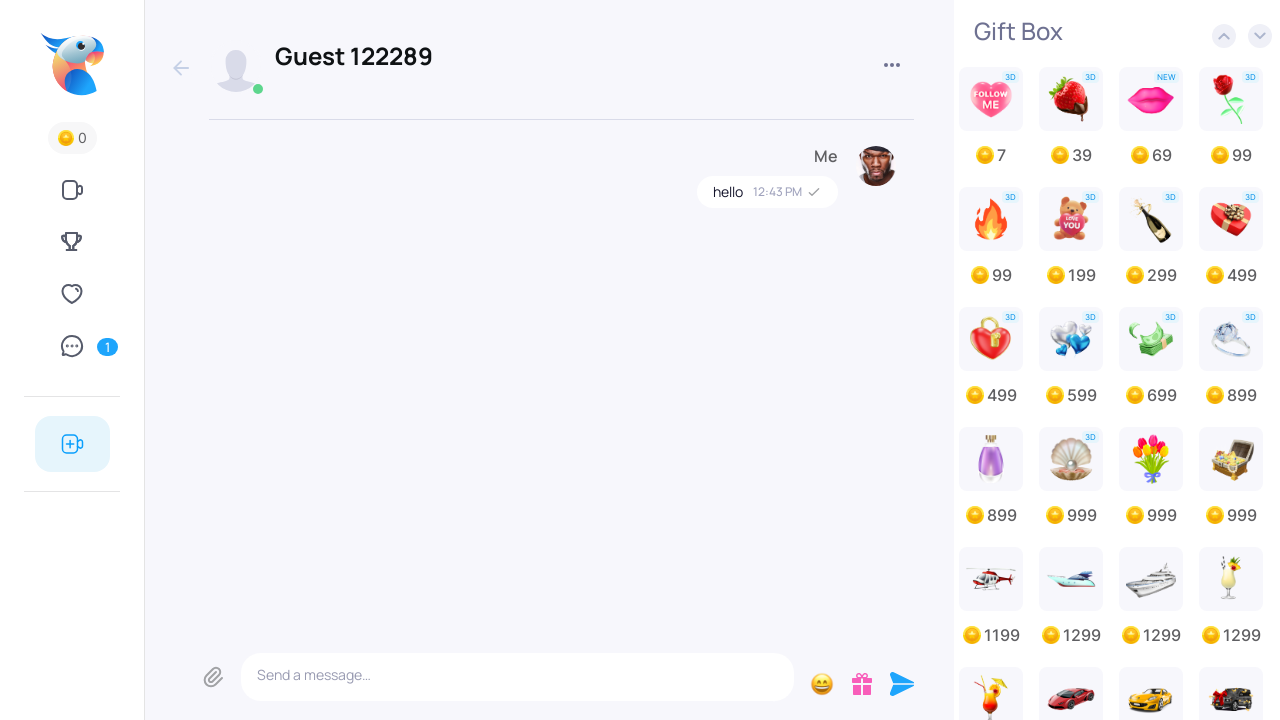 0
1
Guest 122289
Me
hello 12:43 PM
Send a message...
Gift Box
3D 3D NEW 3D
FOLLOW
ME
7 39 69 99
3D 3D 3D 3D
LOVE
YOU
99 199 299 499
3D 3D 3D 3D
499 599 699 899
3D
899 999 999 999
1199 1299 1299 1299